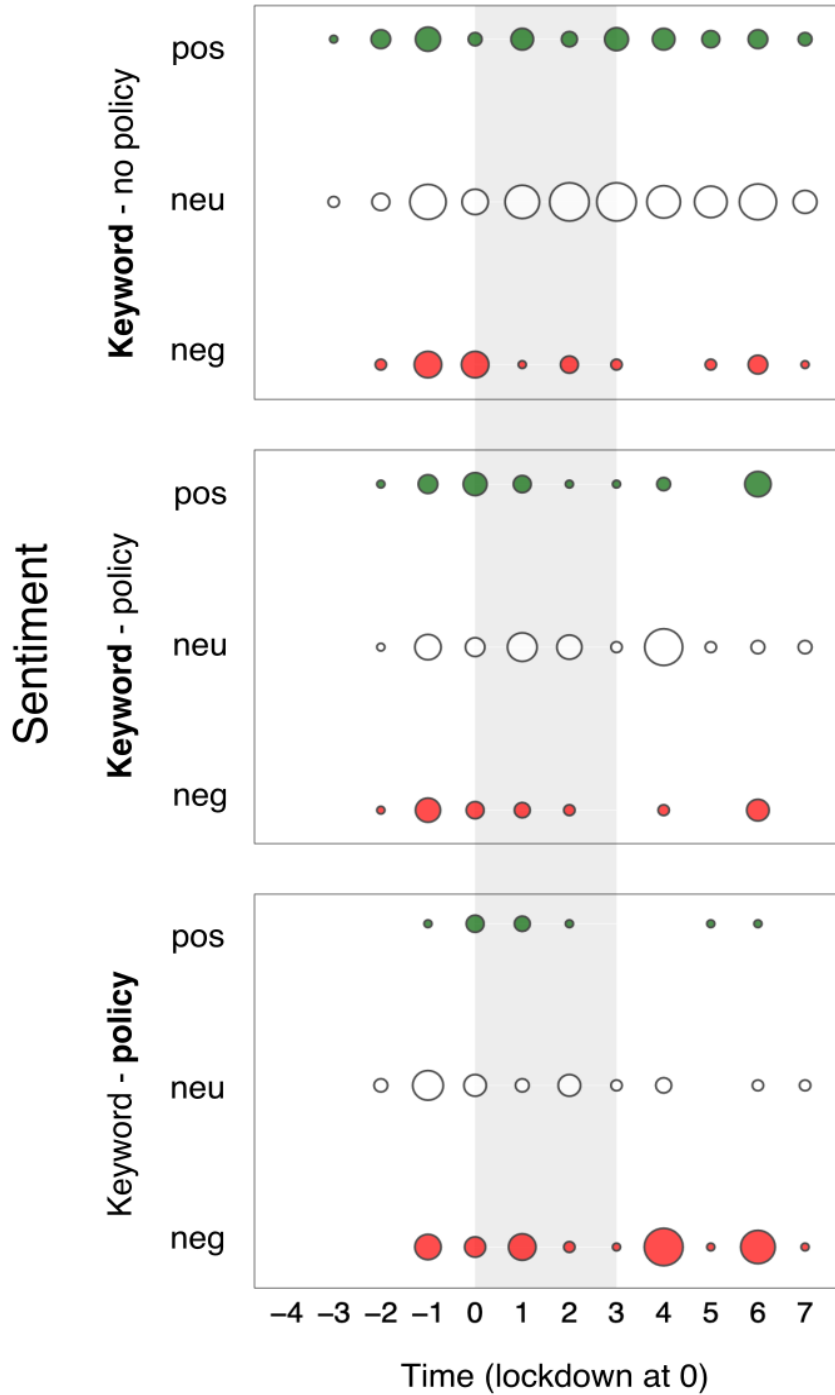 Sentiment
Keyword - no policy
pos
neu
neg
Keyword - policy
pos
neu
neg
Keyword - policy
pos
neu
neg
−4 −3 −2 −1 0 1 2 3 4 5 6 7
Time (lockdown at 0)